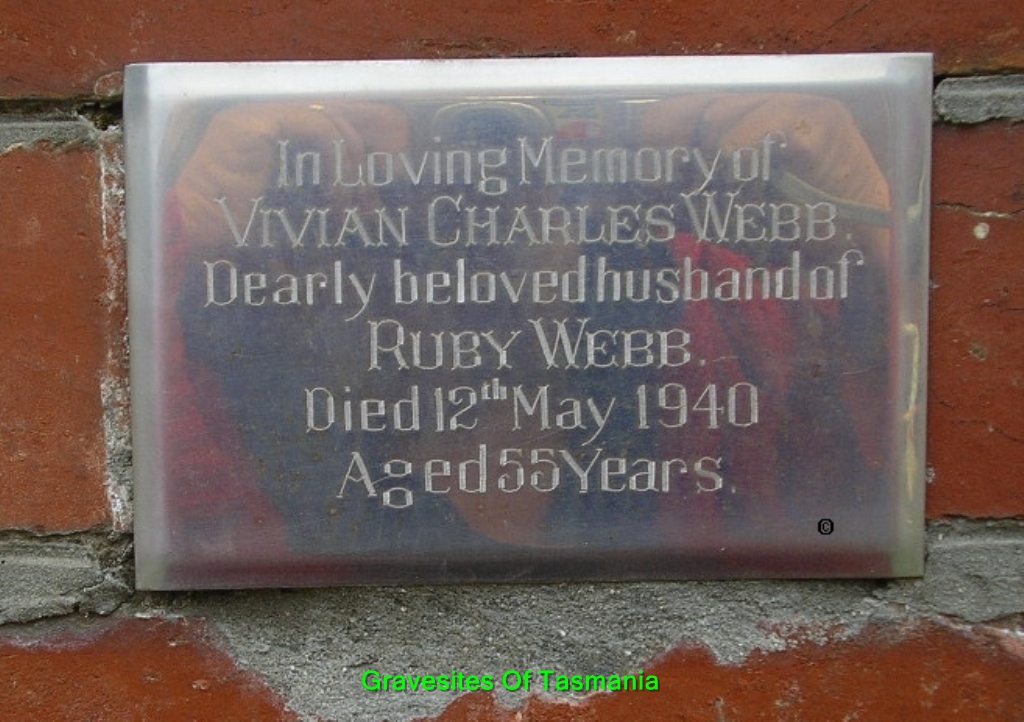 In Loving Memory of
VIVIAN CHARLES WEBB.
Dearly beloved husband of
RUBY WEBB.
Died 12th May 1940
Aged 55 Years.
©
Gravesites Of Tasmania